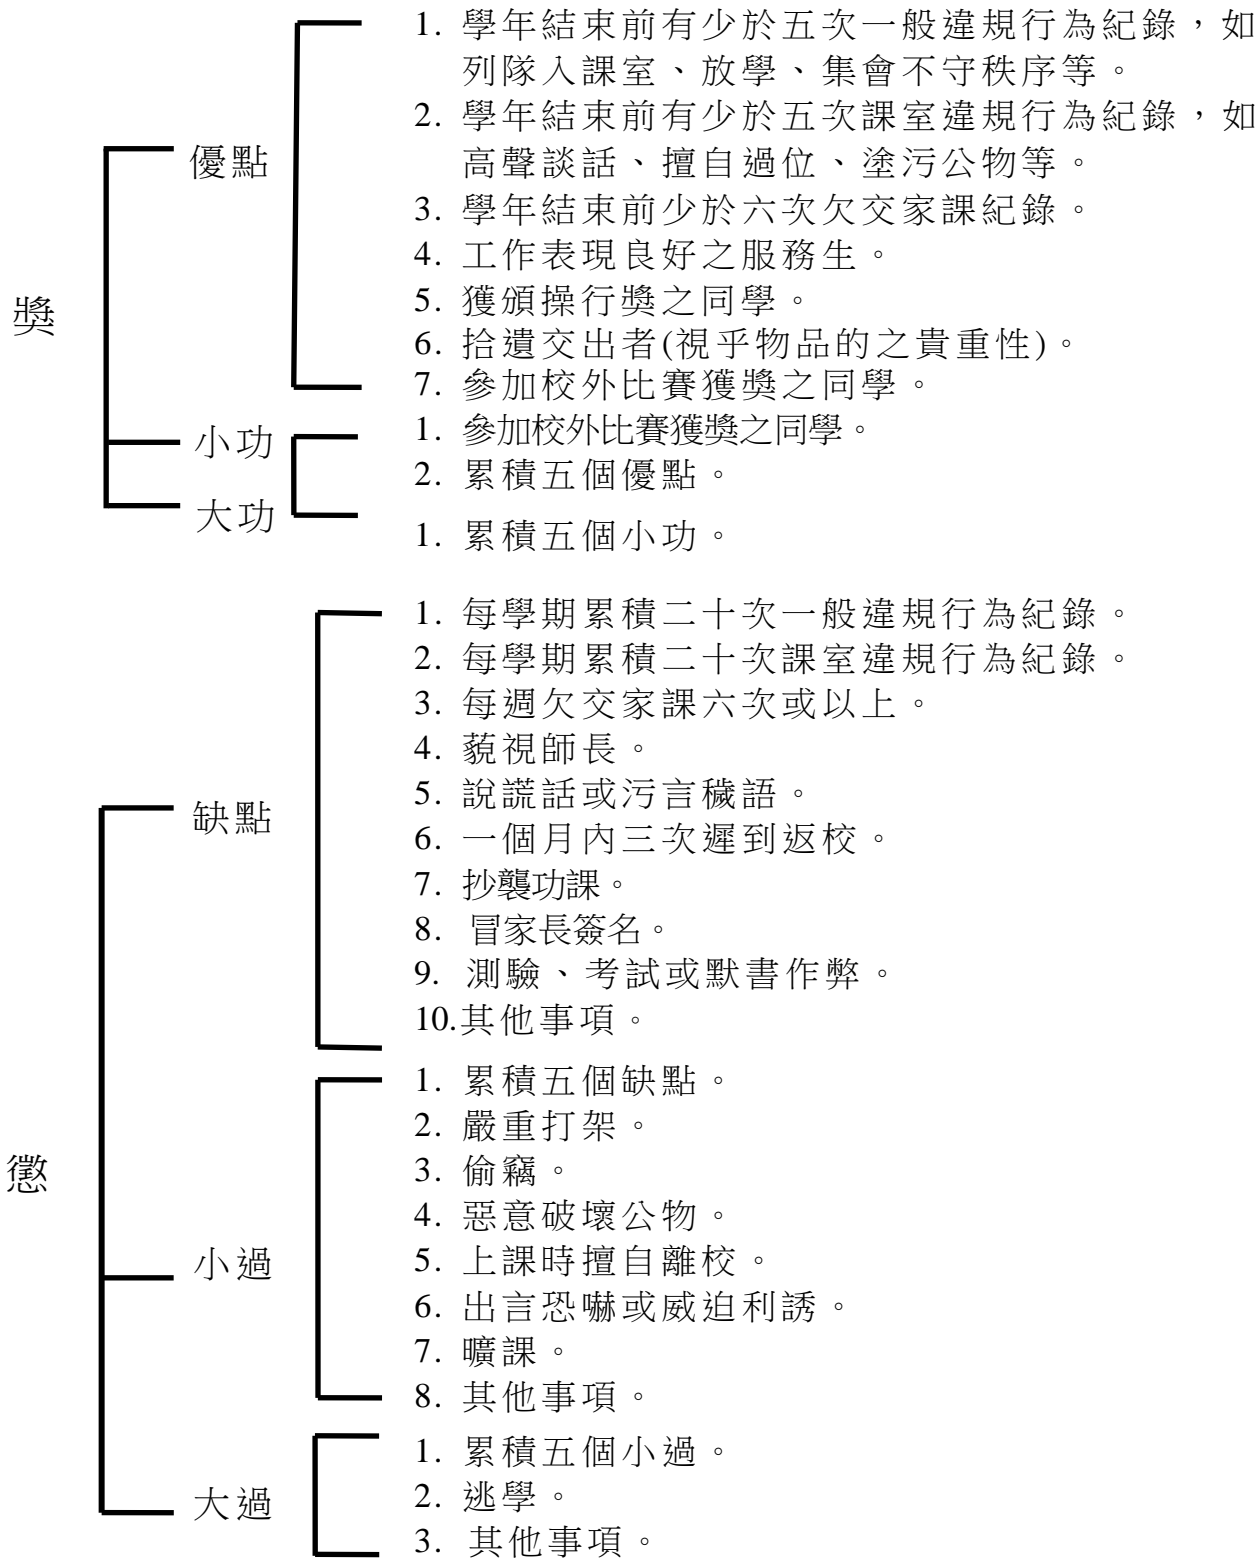 獎
優點
1. 學年結束前有少於五次一般違規行為紀錄，如
列隊入課室、放學、集會不守秩序等。
2. 學年結束前有少於五次課室違規行為紀錄，如
高聲談話、擅自過位、塗污公物等。
3. 學年結束前少於六次欠交家課紀錄。
4. 工作表現良好之服務生。
5. 獲頒操行獎之同學。
6. 拾遺交出者(視乎物品的之貴重性)。
7. 參加校外比賽獲獎之同學。
小功
1. 參加校外比賽獲獎之同學。
2. 累積五個優點。
大功
1. 累積五個小功。
懲
缺點
1. 每學期累積二十次一般違規行為紀錄。
2. 每學期累積二十次課室違規行為紀錄。
3. 每週欠交家課六次或以上。
4. 藐視師長。
5. 說謊話或污言穢語。
6. 一個月內三次遲到返校。
7. 抄襲功課。
8. 冒家長簽名。
9. 測驗、考試或默書作弊。
10.其他事項。
小過
1. 累積五個缺點。
2. 嚴重打架。
3. 偷竊。
4. 惡意破壞公物。
5. 上課時擅自離校。
6. 出言恐嚇或威迫利誘。
7. 曠課。
8. 其他事項。
大過
1. 累積五個小過。
2. 逃學。
3. 其他事項。